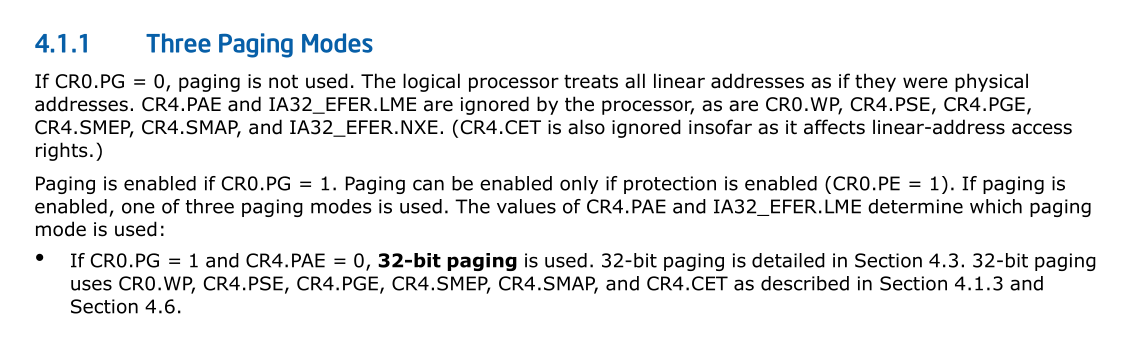 4.1.1 Three Paging Modes
If CR0.PG = 0, paging is not used. The logical processor treats all linear addresses as if they were physical
addresses. CR4.PAE and IA32_EFER.LME are ignored by the processor, as are CR0.WP, CR4.PSE, CR4.PGE,
CR4.SMEP, CR4.SMAP, and IA32_EFER.NXE. (CR4.CET is also ignored insofar as it affects linear-address access
rights.)
Paging is enabled if CR0.PG = 1. Paging can be enabled only if protection is enabled (CR0.PE = 1). If paging is
enabled, one of three paging modes is used. The values of CR4.PAE and IA32_EFER.LME determine which paging
mode is used:
• If CR0.PG = 1 and CR4.PAE = 0, 32-bit paging is used. 32-bit paging is detailed in Section 4.3. 32-bit paging
uses CR0.WP, CR4.PSE, CR4.PGE, CR4.SMEP, CR4.SMAP, and CR4.CET as described in Section 4.1.3 and
Section 4.6.